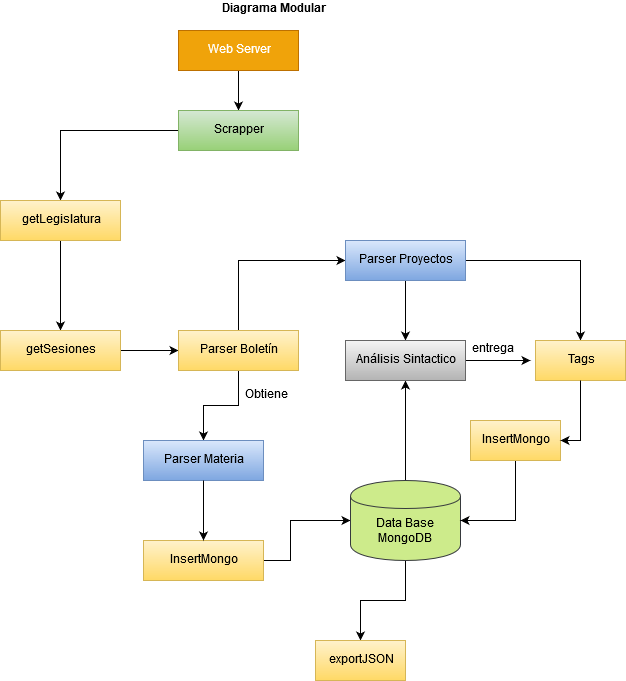 Diagrama Modular
Web Server
Scrapper
getLegislatura
Parser Proyectos
getSesiones
Parser Boletín
Análisis Sintactico
entrega
Tags
Obtiene
InsertMongo
Parser Materia
Data Base
MongoDB
InsertMongo
exportJSON